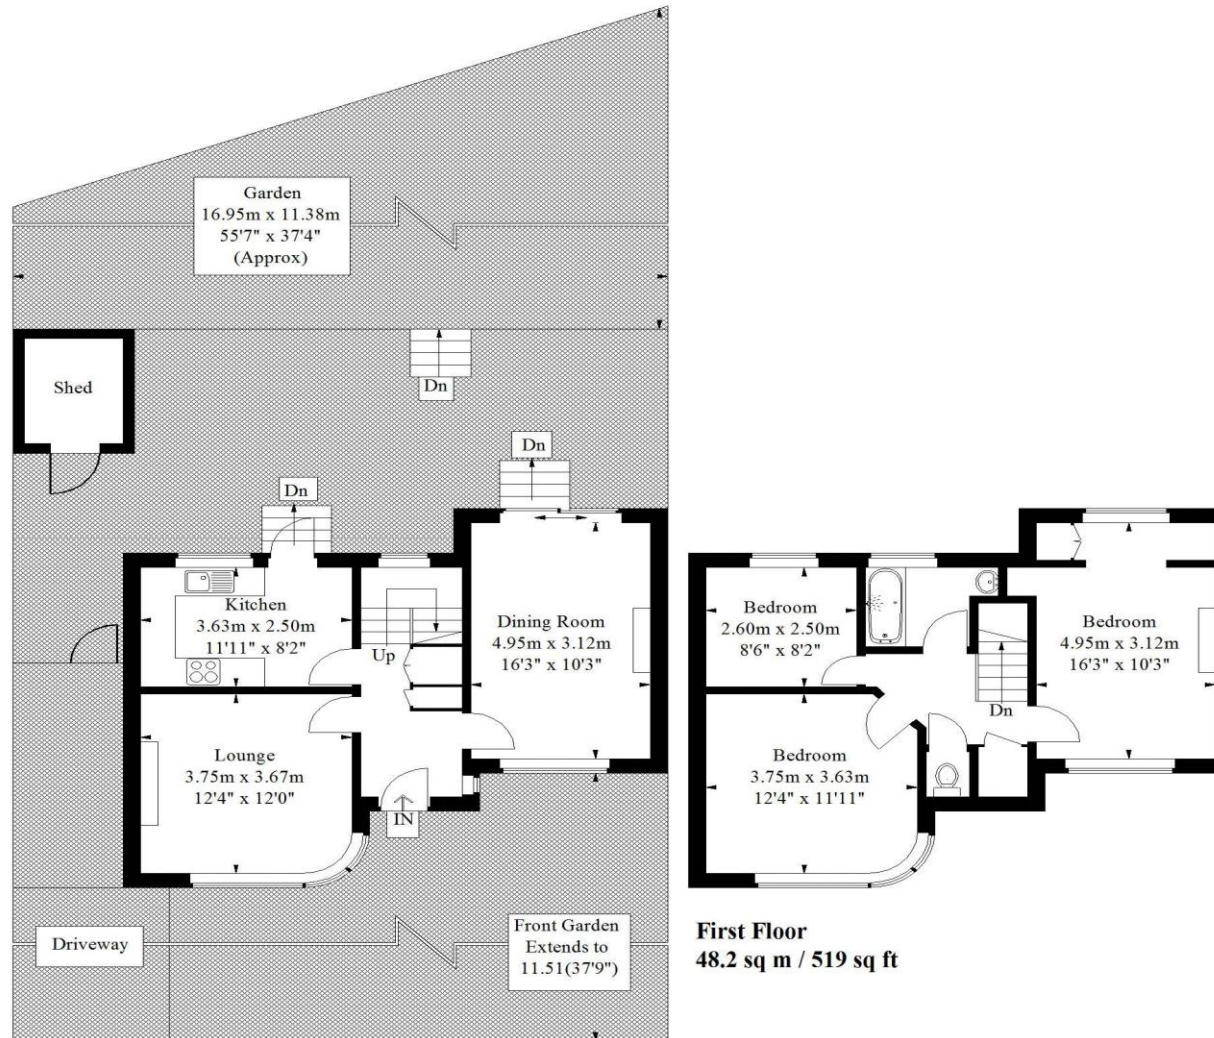 Garden
16.95m x 11.38m
55'7" x 37'4"
(Approx)
Shed
Dn
Dn
Dn
Kitchen
3.63m x 2.50m
11'11" x 8'2"
Up
Dining Room
4.95m x 3.12m
16'3" x 10'3"
Lounge
3.75m x 3.67m
12'4" x 12'0"
IN
Driveway
Front Garden
Extends to
11.51(37'9")
Bedroom
2.60m x 2.50m
8'6" x 8'2"
Bedroom
4.95m x 3.12m
16'3" x 10'3"
Dn
Bedroom
3.75m x 3.63m
12'4" x 11'11"
First Floor
48.2 sq m / 519 sq ft